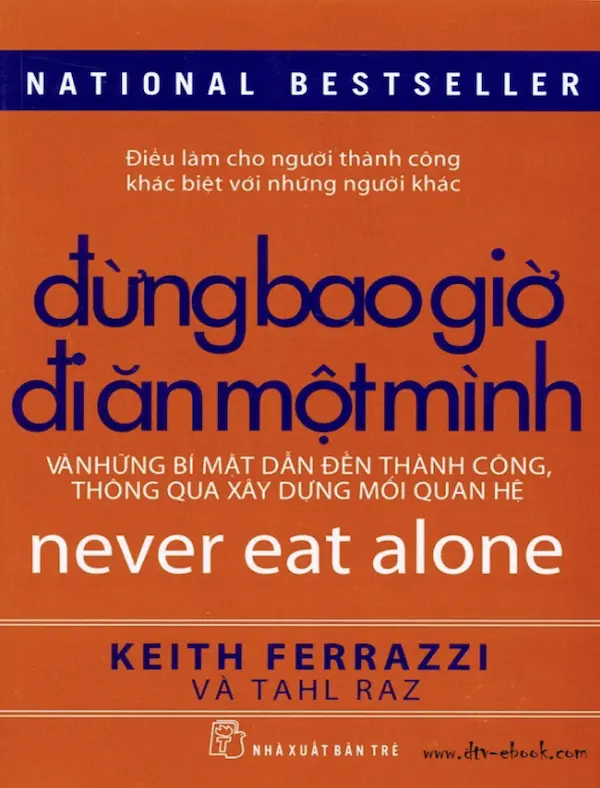 NATIONAL BESTSELLER
Điều làm cho người thành công
khác biệt với những người khác
đừng bao giờ
đi ăn một mình
VÀ NHỮNG BÍ MẬT DẪN ĐẾN THÀNH CÔNG,
THÔNG QUA XÂY DỰNG MỐI QUAN HỆ
never eat alone
KEITH FERRAZZI
VÀ TAHL RAZ
NHÀ XUẤT BẢN TRẺ
www.dtv-ebook.com